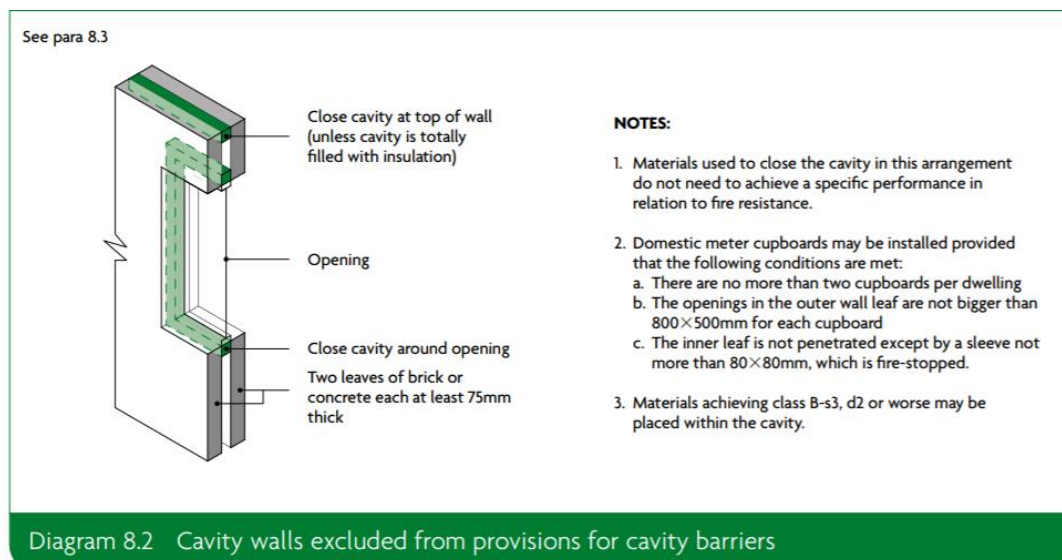 See para 8.3
Close cavity at top of wall
(unless cavity is totally
filled with insulation)
Opening
Close cavity around opening
Two leaves of brick or
concrete each at least 75mm
thick
NOTES:
1. Materials used to close the cavity in this arrangement
do not need to achieve a specific performance in
relation to fire resistance.
2. Domestic meter cupboards may be installed provided
that the following conditions are met:
a. There are no more than two cupboards per dwelling
b. The openings in the outer wall leaf are not bigger than
800×500mm for each cupboard
c. The inner leaf is not penetrated except by a sleeve not
more than 80×80mm, which is fire-stopped.
3. Materials achieving class B-s3, d2 or worse may be
placed within the cavity.
Diagram 8.2 Cavity walls excluded from provisions for cavity barriers